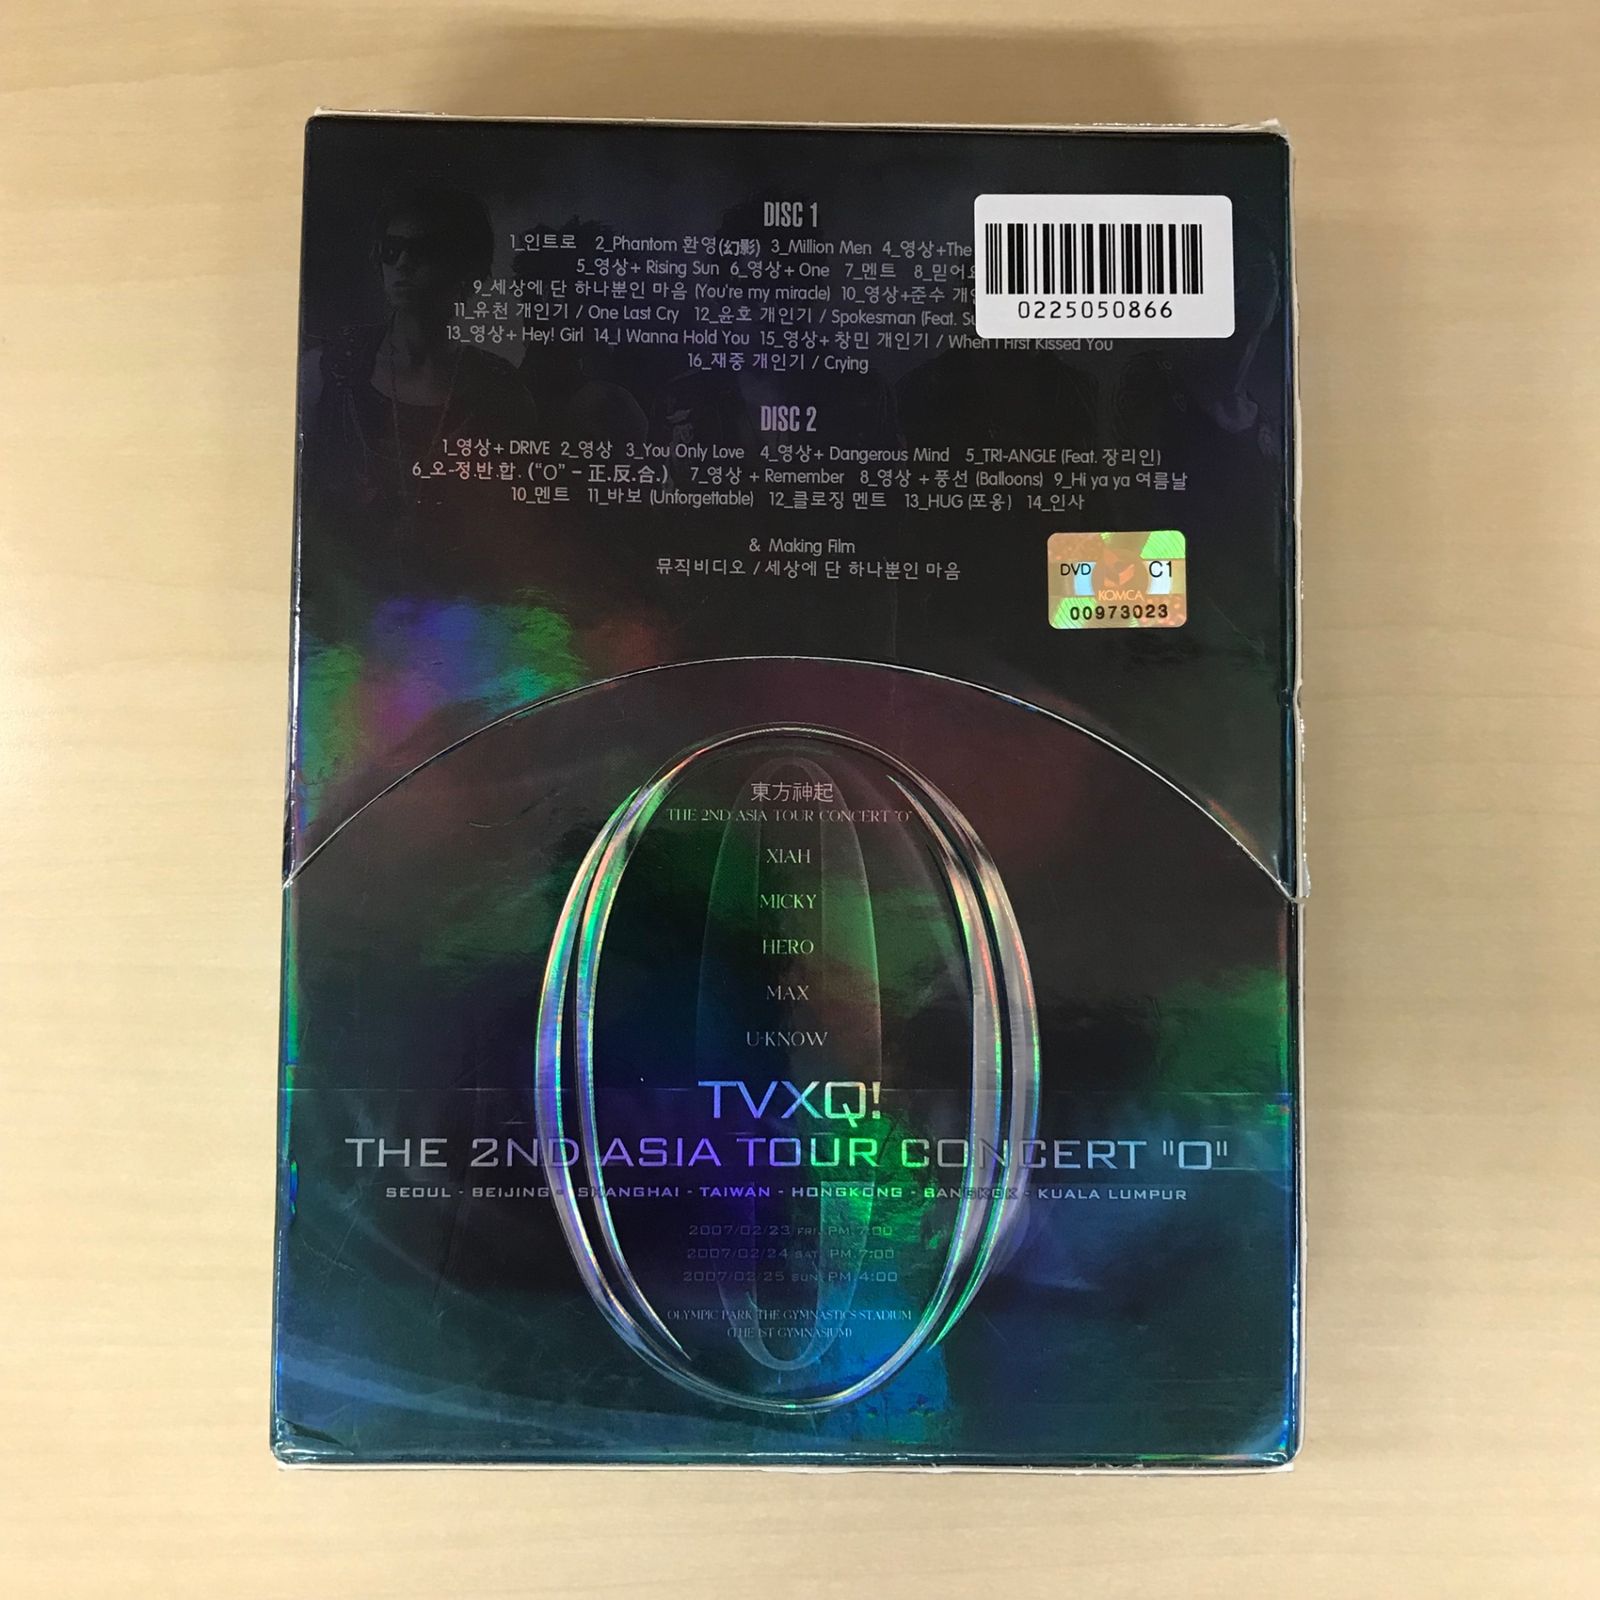 DISC 1
1_인트로 2_Phantom 환영(幻影) 3_Million Men 4_영상+The
5_영상+ Rising Sun 6_영상+ One 7_멘트 8_믿어요
9_세상에 단 하나뿐인 마음 (You're my miracle) 10_영상+준수 개인
11_유천 개인기 / One Last Cry 12_윤호 개인기 / Spokesman (Feat.
13_영상+ Hey! Girl 14_I Wanna Hold You 15_영상+ 창민 개인기 / When I First Kissed You
16_재중 개인기 / Crying
0225050866
DISC 2
1_영상+ DRIVE 2_영상 3_You Only Love 4_영상+ Dangerous Mind 5_TRI-ANGLE (Feat. 장리인)
6_오-정.반.합. ("O" - 正.反.合.) 7_영상 + Remember 8_영상 + 풍선 (Balloons) 9_Hi ya ya 여름날
10_멘트 11_바보 (Unforgettable) 12_클로징 멘트 13_HUG (포옹) 14_인사
& Making Film
뮤직비디오 / 세상에 단 하나뿐인 마음
DVD C1
KOMCA
00973023
東方神起
THE 2ND ASIA TOUR CONCERT "O"
XIAH
MICKY
HERO
MAX
U-KNOW
TVXQ!
THE 2ND ASIA TOUR CONCERT "O"
SEOUL - BEIJING - SHANGHAI - TAIWAN - HONGKONG - BANGKOK - KUALA LUMPUR
2007/02/23 FRI. PM.7:00
2007/02/24 SAT. PM.7:00
2007/02/25 SUN. PM.4:00
OLYMPIC PARK THE GYMNASTICS STADIUM
(THE 1ST GYMNASIUM)